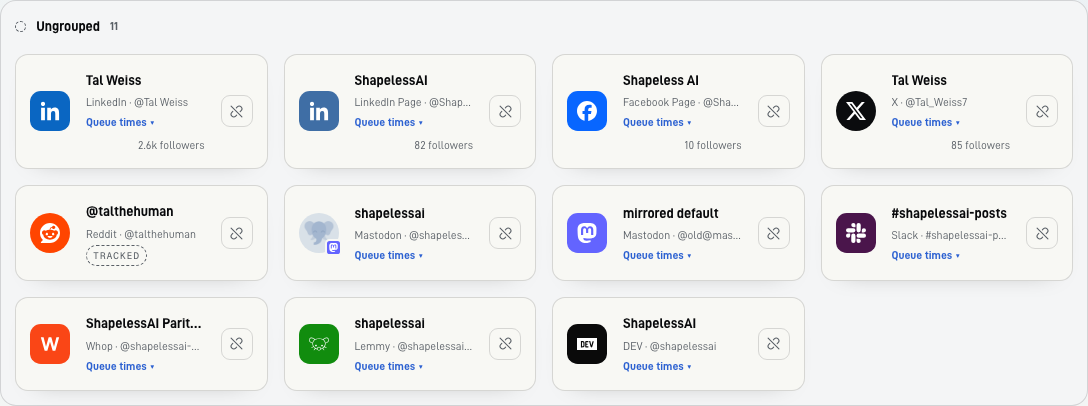 Ungrouped 11
Tal Weiss
LinkedIn · @Tal Weiss
Queue times ▾
2.6k followers
in
ShapelessAI
LinkedIn Page · @Shap...
Queue times ▾
82 followers
in
Shapeless AI
Facebook Page · @Sha...
Queue times ▾
10 followers
Tal Weiss
X · @Tal_Weiss7
Queue times ▾
85 followers
@talthehuman
Reddit · @talthehuman
TRACKED
shapelessai
Mastodon · @shapeles...
Queue times ▾
mirrored default
Mastodon · @old@mas...
Queue times ▾
#shapelessai-posts
Slack · #shapelessai-p...
Queue times ▾
W
ShapelessAI Parit...
Whop · @shapelessai-...
Queue times ▾
shapelessai
Lemmy · @shapelessai...
Queue times ▾
DEV
ShapelessAI
DEV · @shapelessai
Queue times ▾